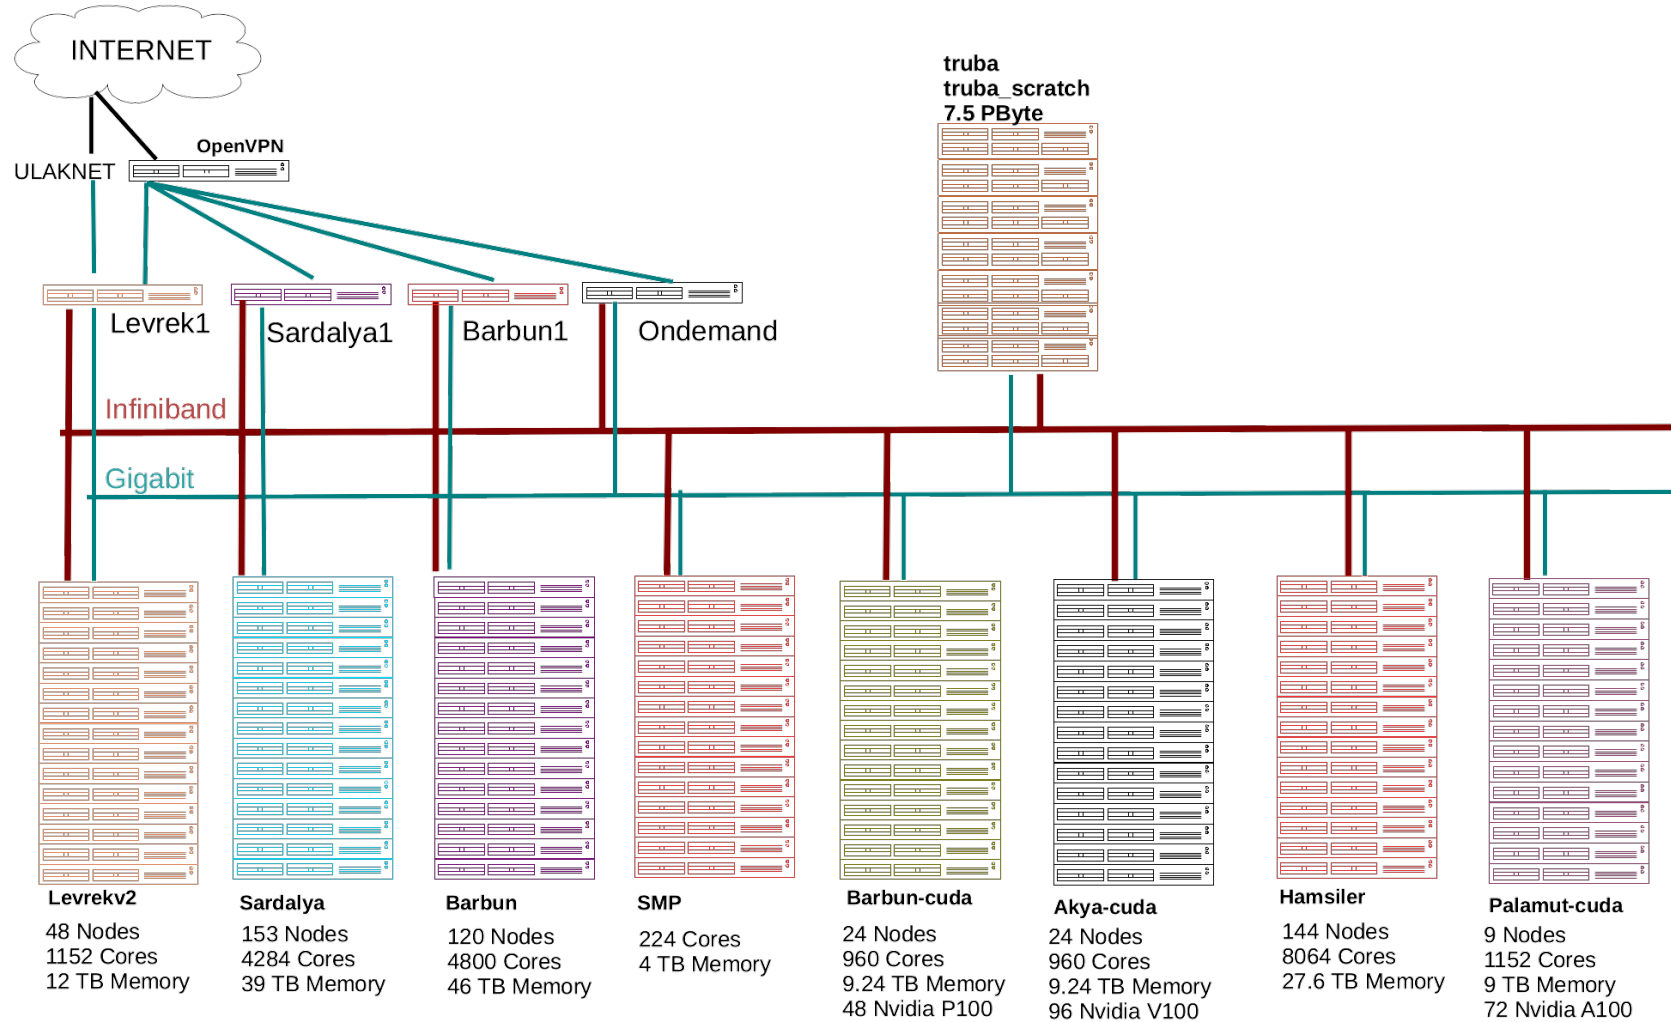 INTERNET
truba
truba_scratch
7.5 PByte
OpenVPN
ULAKNET
Levrek1
Sardalya1
Barbun1
Ondemand
Infiniband
Gigabit
Levrekv2
48 Nodes
1152 Cores
12 TB Memory
Sardalya
153 Nodes
4284 Cores
39 TB Memory
Barbun
120 Nodes
4800 Cores
46 TB Memory
SMP
224 Cores
4 TB Memory
Barbun-cuda
24 Nodes
960 Cores
9.24 TB Memory
48 Nvidia P100
Akya-cuda
24 Nodes
960 Cores
9.24 TB Memory
96 Nvidia V100
Hamsiler
144 Nodes
8064 Cores
27.6 TB Memory
Palamut-cuda
9 Nodes
1152 Cores
9 TB Memory
72 Nvidia A100